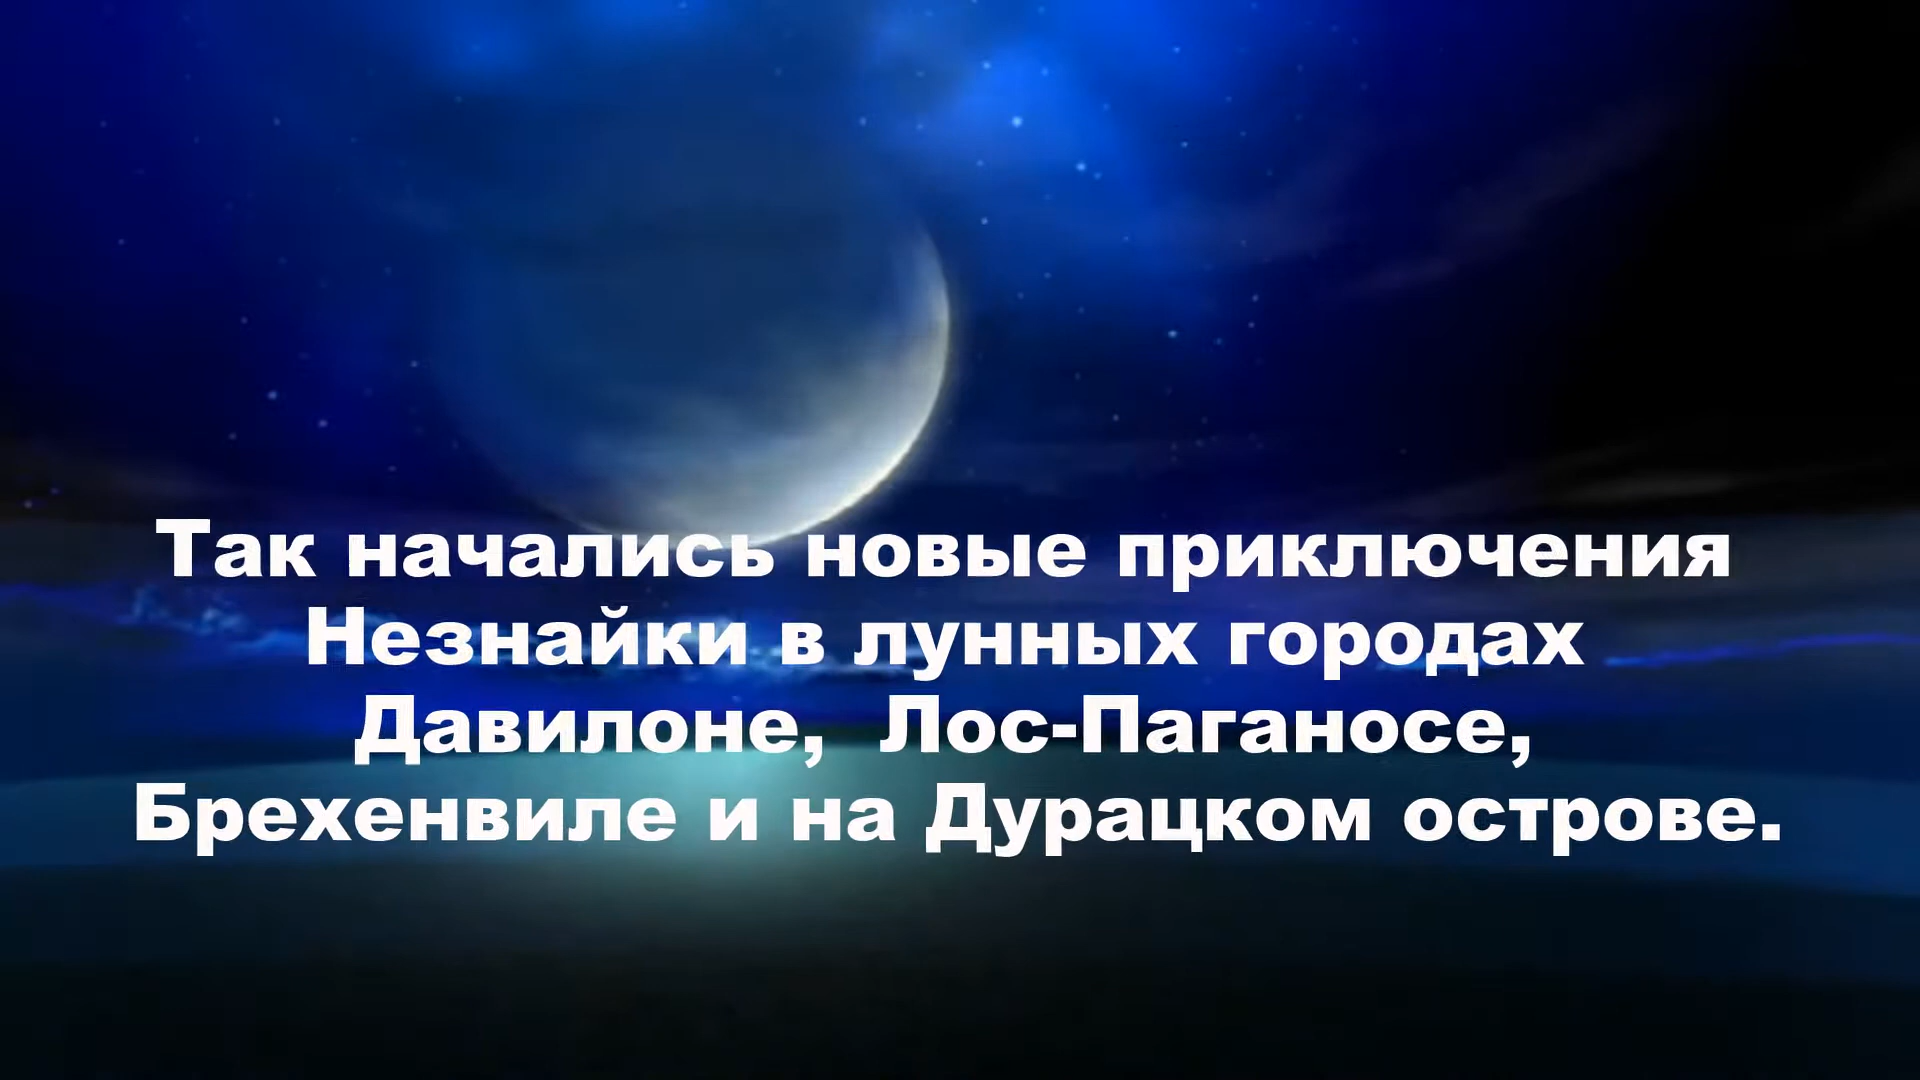 Так начались новые приключения
Незнайки в лунных городах
Давилоне, Лос-Паганосе,
Брехенвиле и на Дурацком острове.